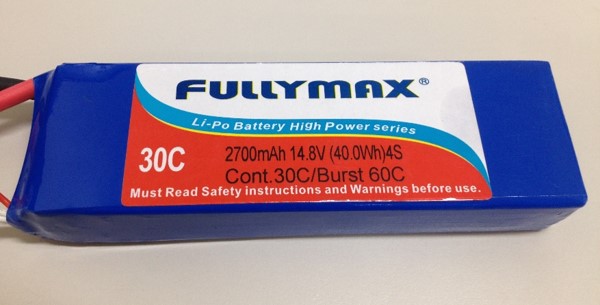 FULLYMAX®
Li-Po Battery High Power series
30C
2700mAh 14.8V (40.0Wh)4S
Cont.30C/Burst 60C
Must Read Safety instructions and Warnings before use.